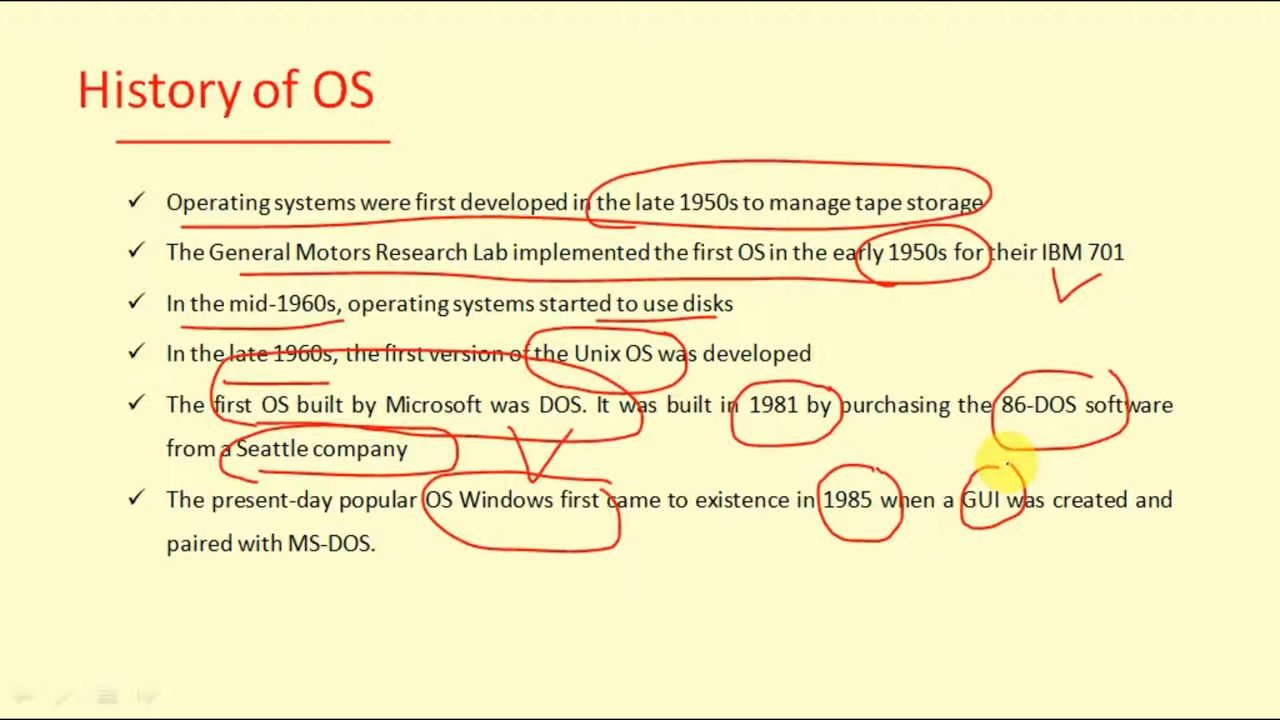 History of OS
✓ Operating systems were first developed in the late 1950s to manage tape storage
✓ The General Motors Research Lab implemented the first OS in the early 1950s for their IBM 701
✓ In the mid-1960s, operating systems started to use disks
✓ In the late 1960s, the first version of the Unix OS was developed
✓ The first OS built by Microsoft was DOS. It was built in 1981 by purchasing the 86-DOS software
from a Seattle company
✓ The present-day popular OS Windows first came to existence in 1985 when a GUI was created and
paired with MS-DOS.